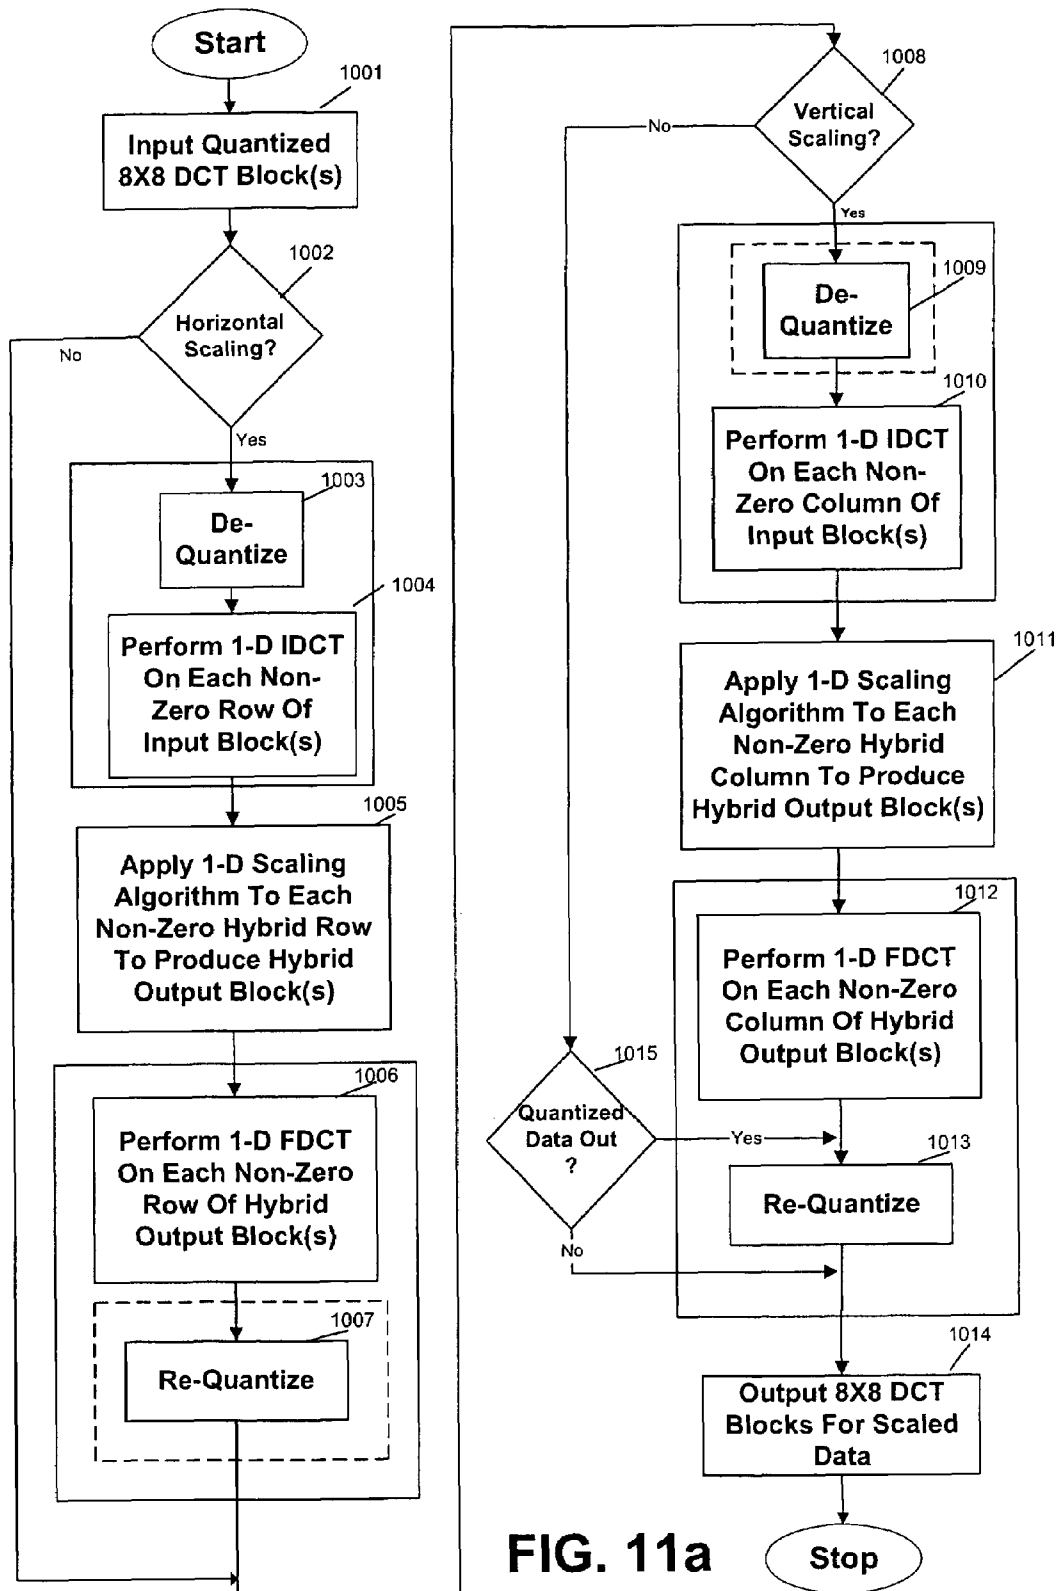 Start
1001
Input Quantized
8X8 DCT Block(s)
1002
Horizontal
Scaling?
No
Yes
1003
De-
Quantize
1004
Perform 1-D IDCT
On Each Non-
Zero Row Of
Input Block(s)
1005
Apply 1-D Scaling
Algorithm To Each
Non-Zero Hybrid Row
To Produce Hybrid
Output Block(s)
1006
Perform 1-D FDCT
On Each Non-Zero
Row Of Hybrid
Output Block(s)
1007
Re-Quantize
1008
Vertical
Scaling?
No
Yes
1009
De-
Quantize
1010
Perform 1-D IDCT
On Each Non-
Zero Column Of
Input Block(s)
1011
Apply 1-D Scaling
Algorithm To Each
Non-Zero Hybrid
Column To Produce
Hybrid Output Block(s)
1012
Perform 1-D FDCT
On Each Non-Zero
Column Of Hybrid
Output Block(s)
1015
Quantized
Data Out
?
Yes
No
1013
Re-Quantize
1014
Output 8X8 DCT
Blocks For Scaled
Data
Stop
FIG. 11a